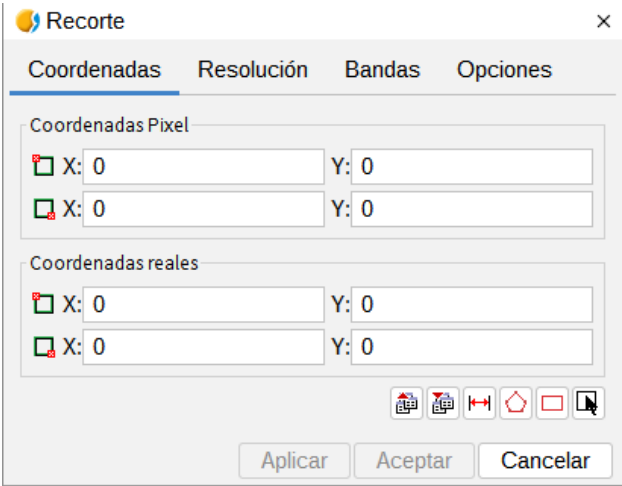 Recorte
Coordenadas Resolución Bandas Opciones
Coordenadas Pixel
X: 0 Y: 0
X: 0 Y: 0
Coordenadas reales
X: 0 Y: 0
X: 0 Y: 0
Aplicar Aceptar Cancelar